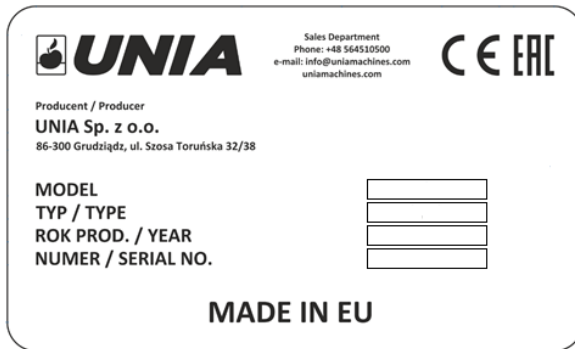 UNIA
Sales Department
Phone: +48 564510500
e-mail: info@uniamachines.com
uniamachines.com
CE EAC
Producent / Producer
UNIA Sp. z o.o.
86-300 Grudziądz, ul. Szosa Toruńska 32/38
MODEL
TYP / TYPE
ROK PROD. / YEAR
NUMER / SERIAL NO.
MADE IN EU